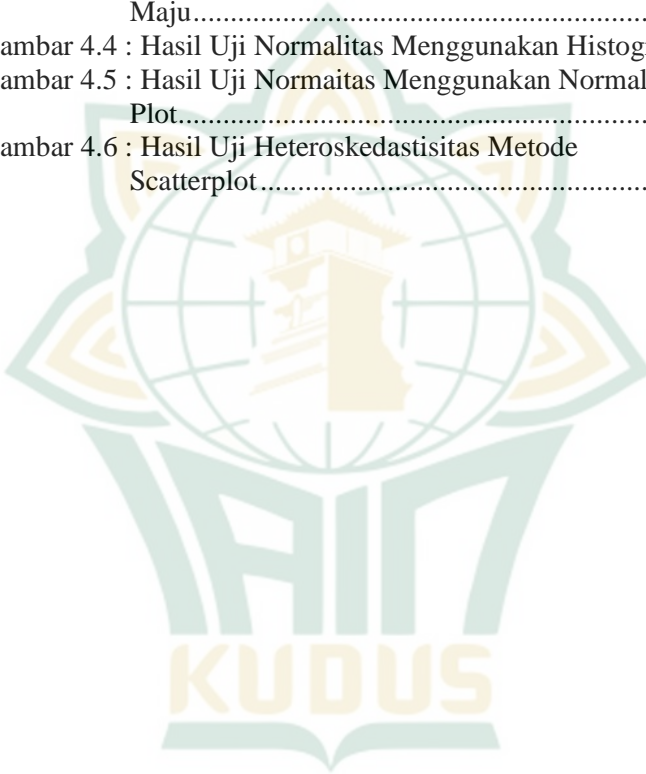 Maju..............................................................
ambar 4.4 : Hasil Uji Normalitas Menggunakan
ambar 4.5 : Hasil Uji Normaitas Menggunakan Normal
Plot...............................................................
ambar 4.6 : Hasil Uji Heteroskedastisitas Metode
Scatterplot....................................................
IAIN
KUDUS